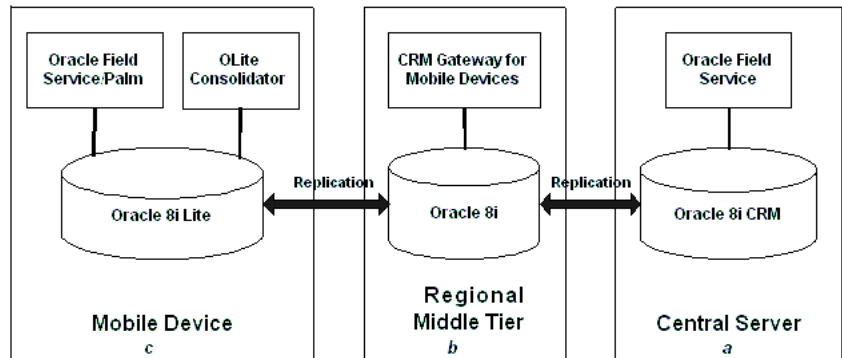 Oracle Field
Service/Palm
OLite
Consolidator
CRM Gateway for
Mobile Devices
Oracle Field
Service
Replication
Replication
Oracle 8i Lite
Oracle 8i
Oracle 8i CRM
Mobile Device
c
Regional
Middle Tier
b
Central Server
a